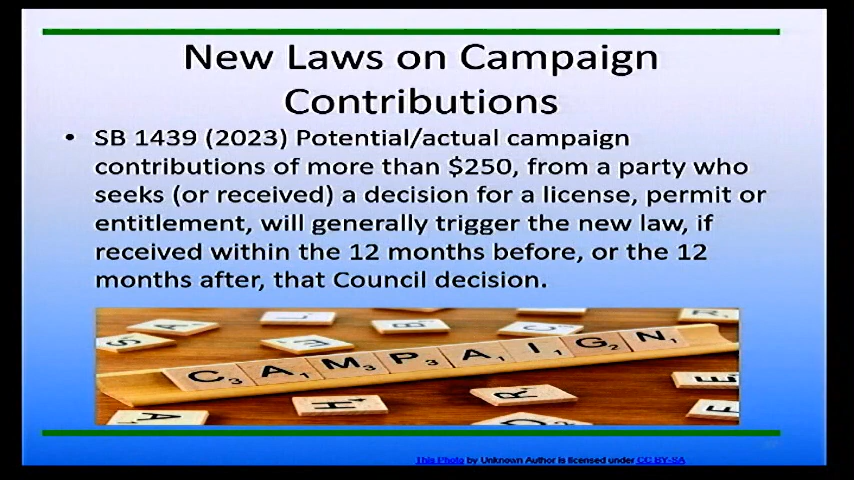 New Laws on Campaign
Contributions
• SB 1439 (2023) Potential/actual campaign
contributions of more than $250, from a party who
seeks (or received) a decision for a license, permit or
entitlement, will generally trigger the new law, if
received within the 12 months before, or the 12
months after, that Council decision.
CAMPAIGN
This Photo by Unknown Author is licensed under CC BY-SA